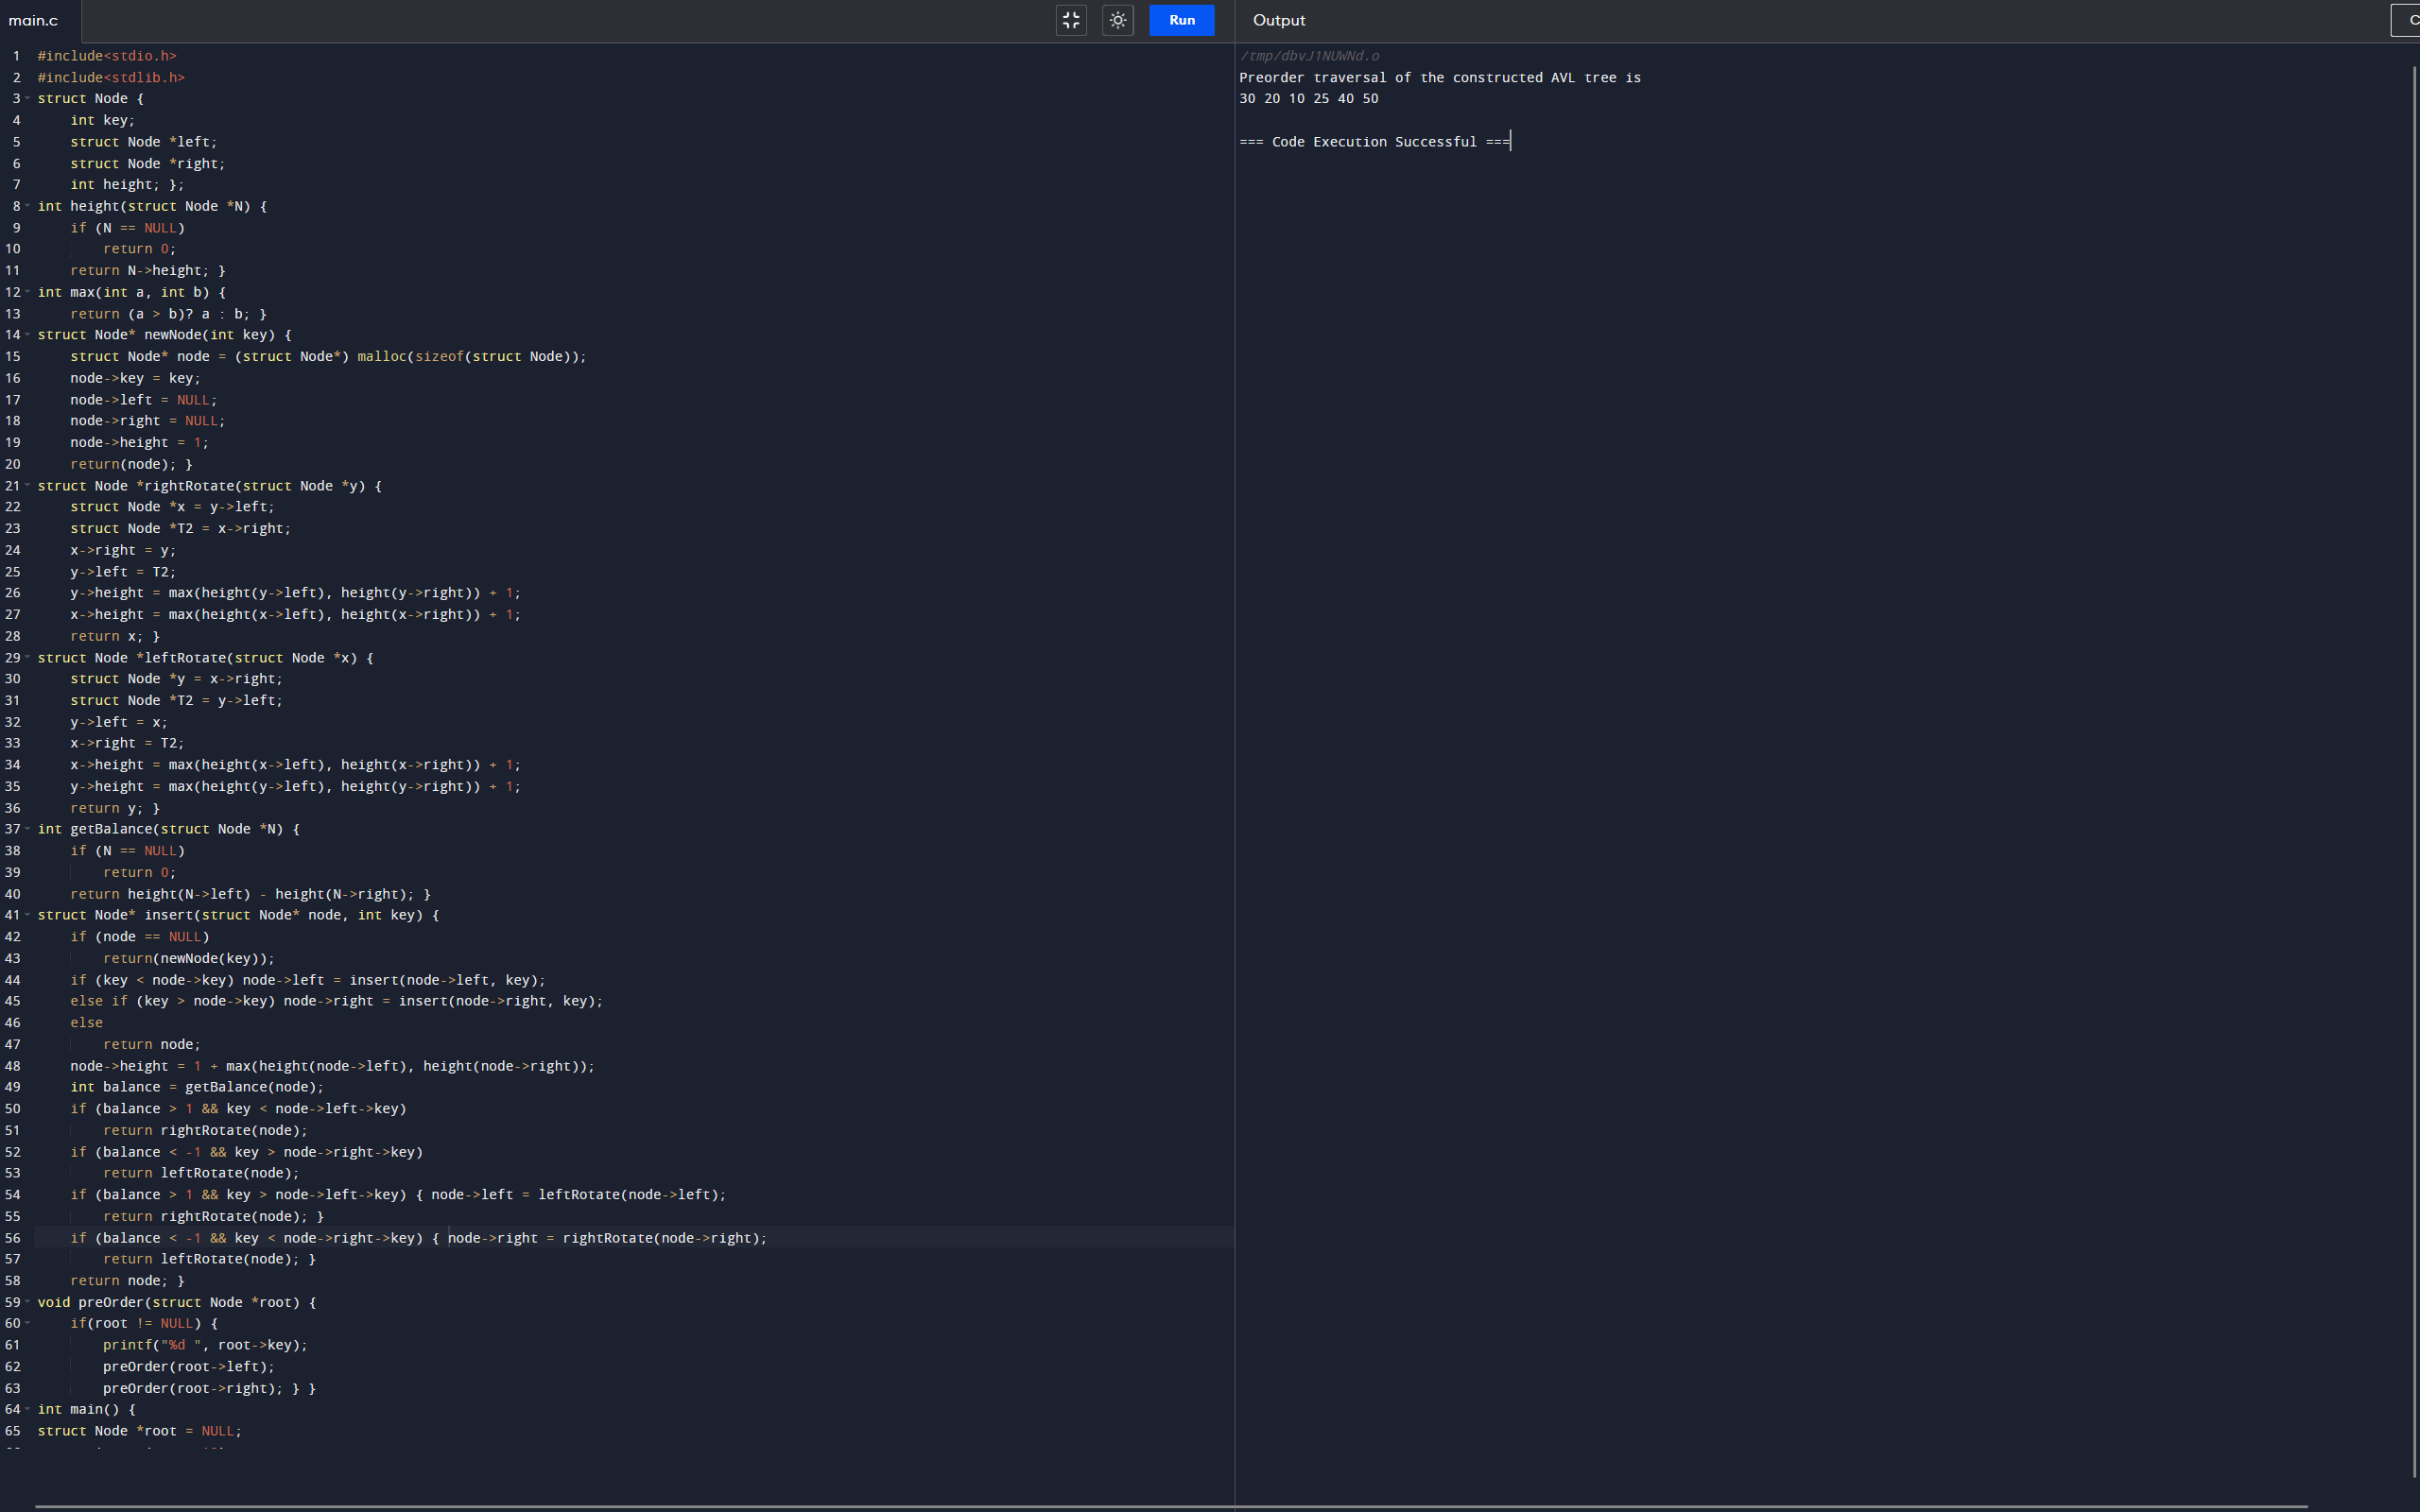 main.c
Run
Output
C
/tmp/dbvJ1NUWNd.o
Preorder traversal of the constructed AVL tree is
30 20 10 25 40 50
=== Code Execution Successful ===
1 #include<stdio.h>
2 #include<stdlib.h>
3 struct Node {
4     int key;
5     struct Node *left;
6     struct Node *right;
7     int height; };
8 int height(struct Node *N) {
9     if (N == NULL)
10         return 0;
11     return N->height; }
12 int max(int a, int b) {
13     return (a > b)? a : b; }
14 struct Node* newNode(int key) {
15     struct Node* node = (struct Node*) malloc(sizeof(struct Node));
16     node->key = key;
17     node->left = NULL;
18     node->right = NULL;
19     node->height = 1;
20     return(node); }
21 struct Node *rightRotate(struct Node *y) {
22     struct Node *x = y->left;
23     struct Node *T2 = x->right;
24     x->right = y;
25     y->left = T2;
26     y->height = max(height(y->left), height(y->right)) + 1;
27     x->height = max(height(x->left), height(x->right)) + 1;
28     return x; }
29 struct Node *leftRotate(struct Node *x) {
30     struct Node *y = x->right;
31     struct Node *T2 = y->left;
32     y->left = x;
33     x->right = T2;
34     x->height = max(height(x->left), height(x->right)) + 1;
35     y->height = max(height(y->left), height(y->right)) + 1;
36     return y; }
37 int getBalance(struct Node *N) {
38     if (N == NULL)
39         return 0;
40     return height(N->left) - height(N->right); }
41 struct Node* insert(struct Node* node, int key) {
42     if (node == NULL)
43         return(newNode(key));
44     if (key < node->key) node->left = insert(node->left, key);
45     else if (key > node->key) node->right = insert(node->right, key);
46     else
47         return node;
48     node->height = 1 + max(height(node->left), height(node->right));
49     int balance = getBalance(node);
50     if (balance > 1 && key < node->left->key)
51         return rightRotate(node);
52     if (balance < -1 && key > node->right->key)
53         return leftRotate(node);
54     if (balance > 1 && key > node->left->key) { node->left = leftRotate(node->left);
55         return rightRotate(node); }
56     if (balance < -1 && key < node->right->key) { node->right = rightRotate(node->right);
57         return leftRotate(node); }
58     return node; }
59 void preOrder(struct Node *root) {
60     if(root != NULL) {
61         printf("%d ", root->key);
62         preOrder(root->left);
63         preOrder(root->right); } }
64 int main() {
65 struct Node *root = NULL;